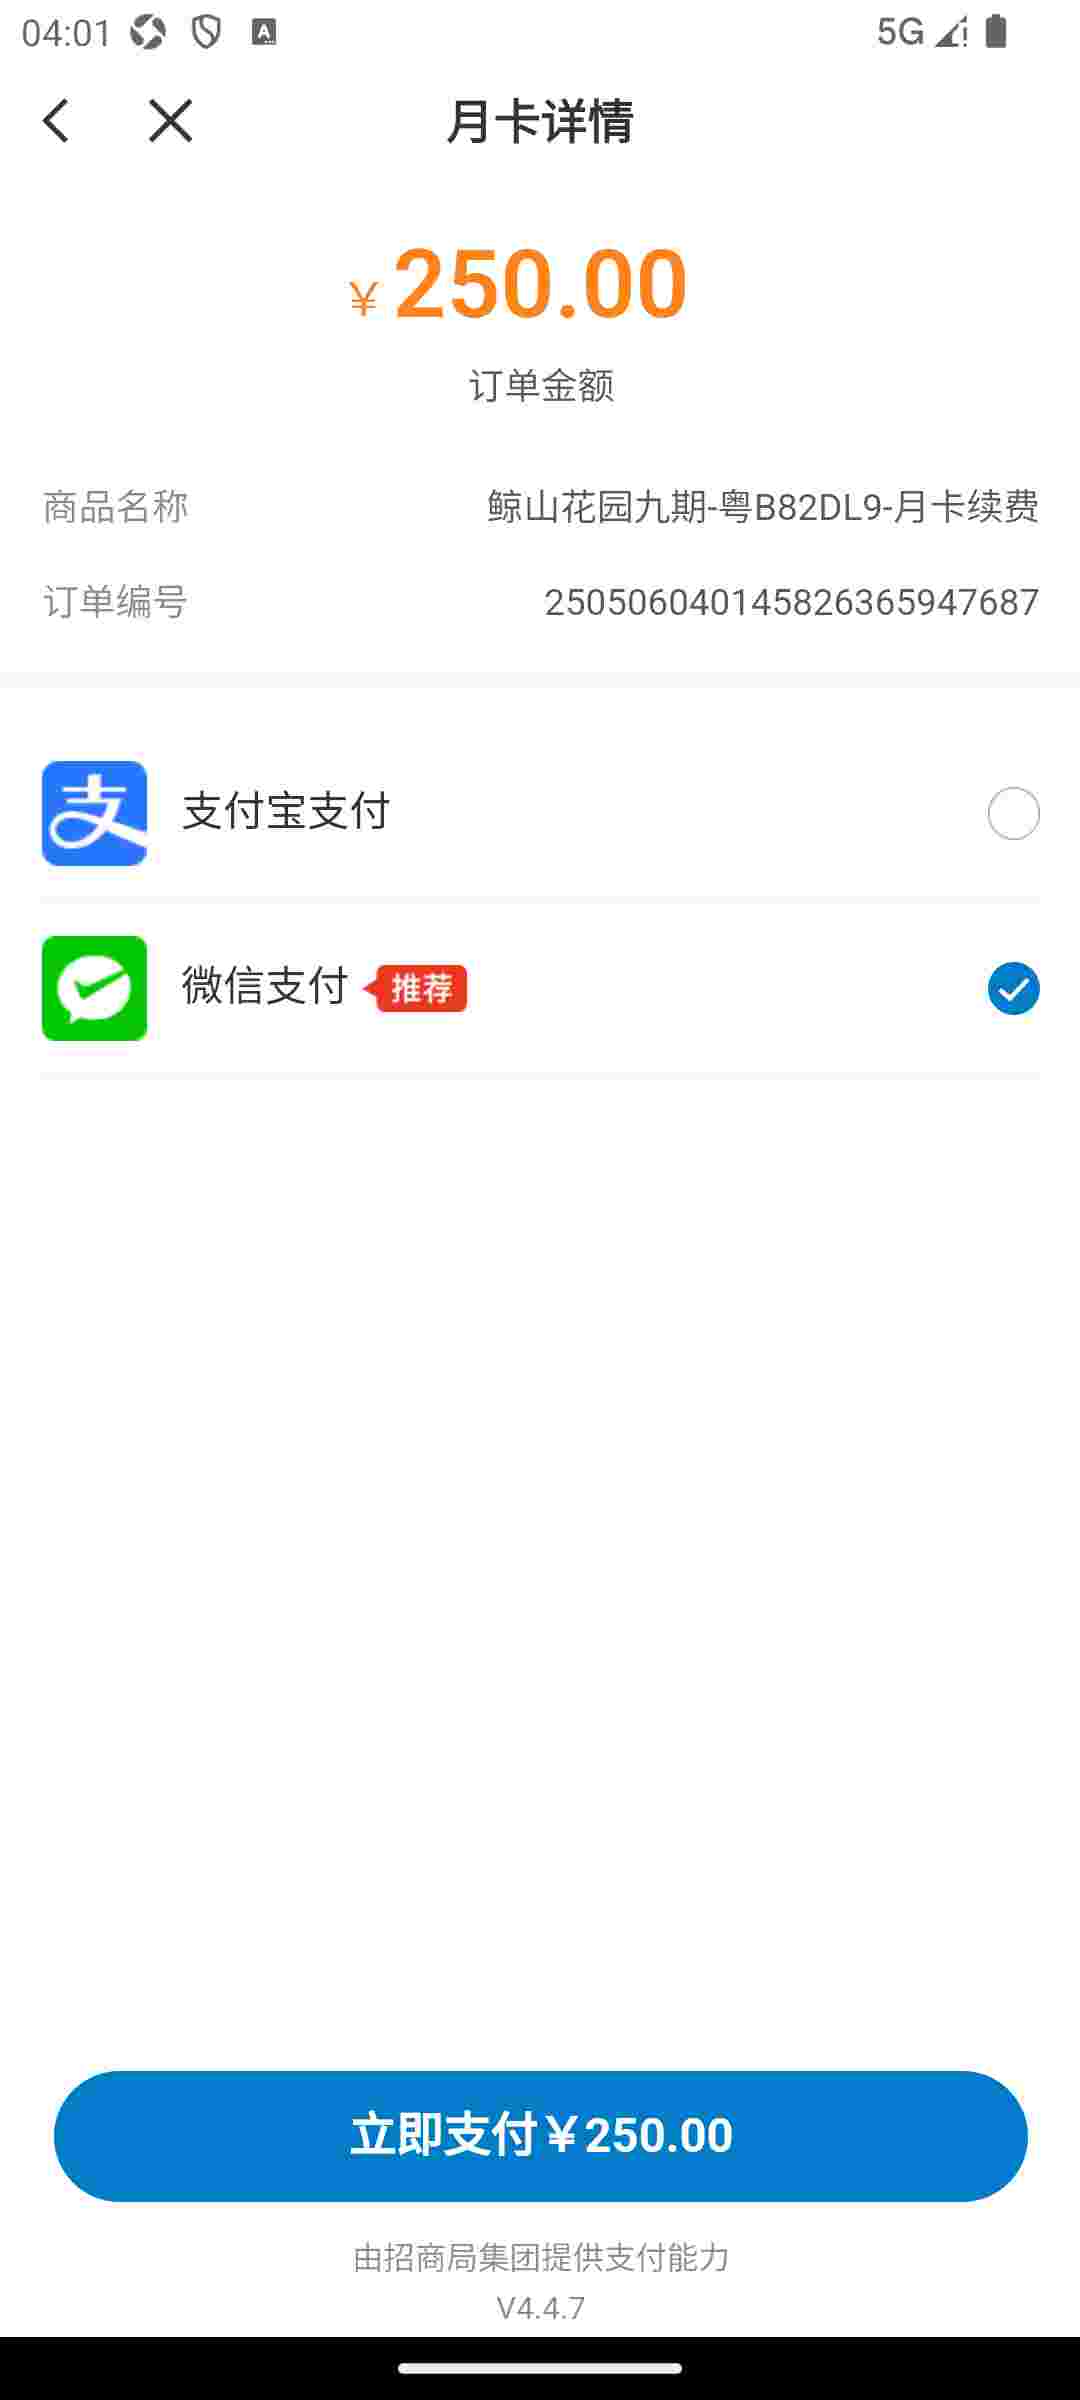 04:01
5G
月卡详情
¥250.00
订单金额
商品名称
鲸山花园九期-粤B82DL9-月卡续费
订单编号
250506040145826365947687
支付宝支付
微信支付 推荐
立即支付¥250.00
由招商局集团提供支付能力
V4.4.7